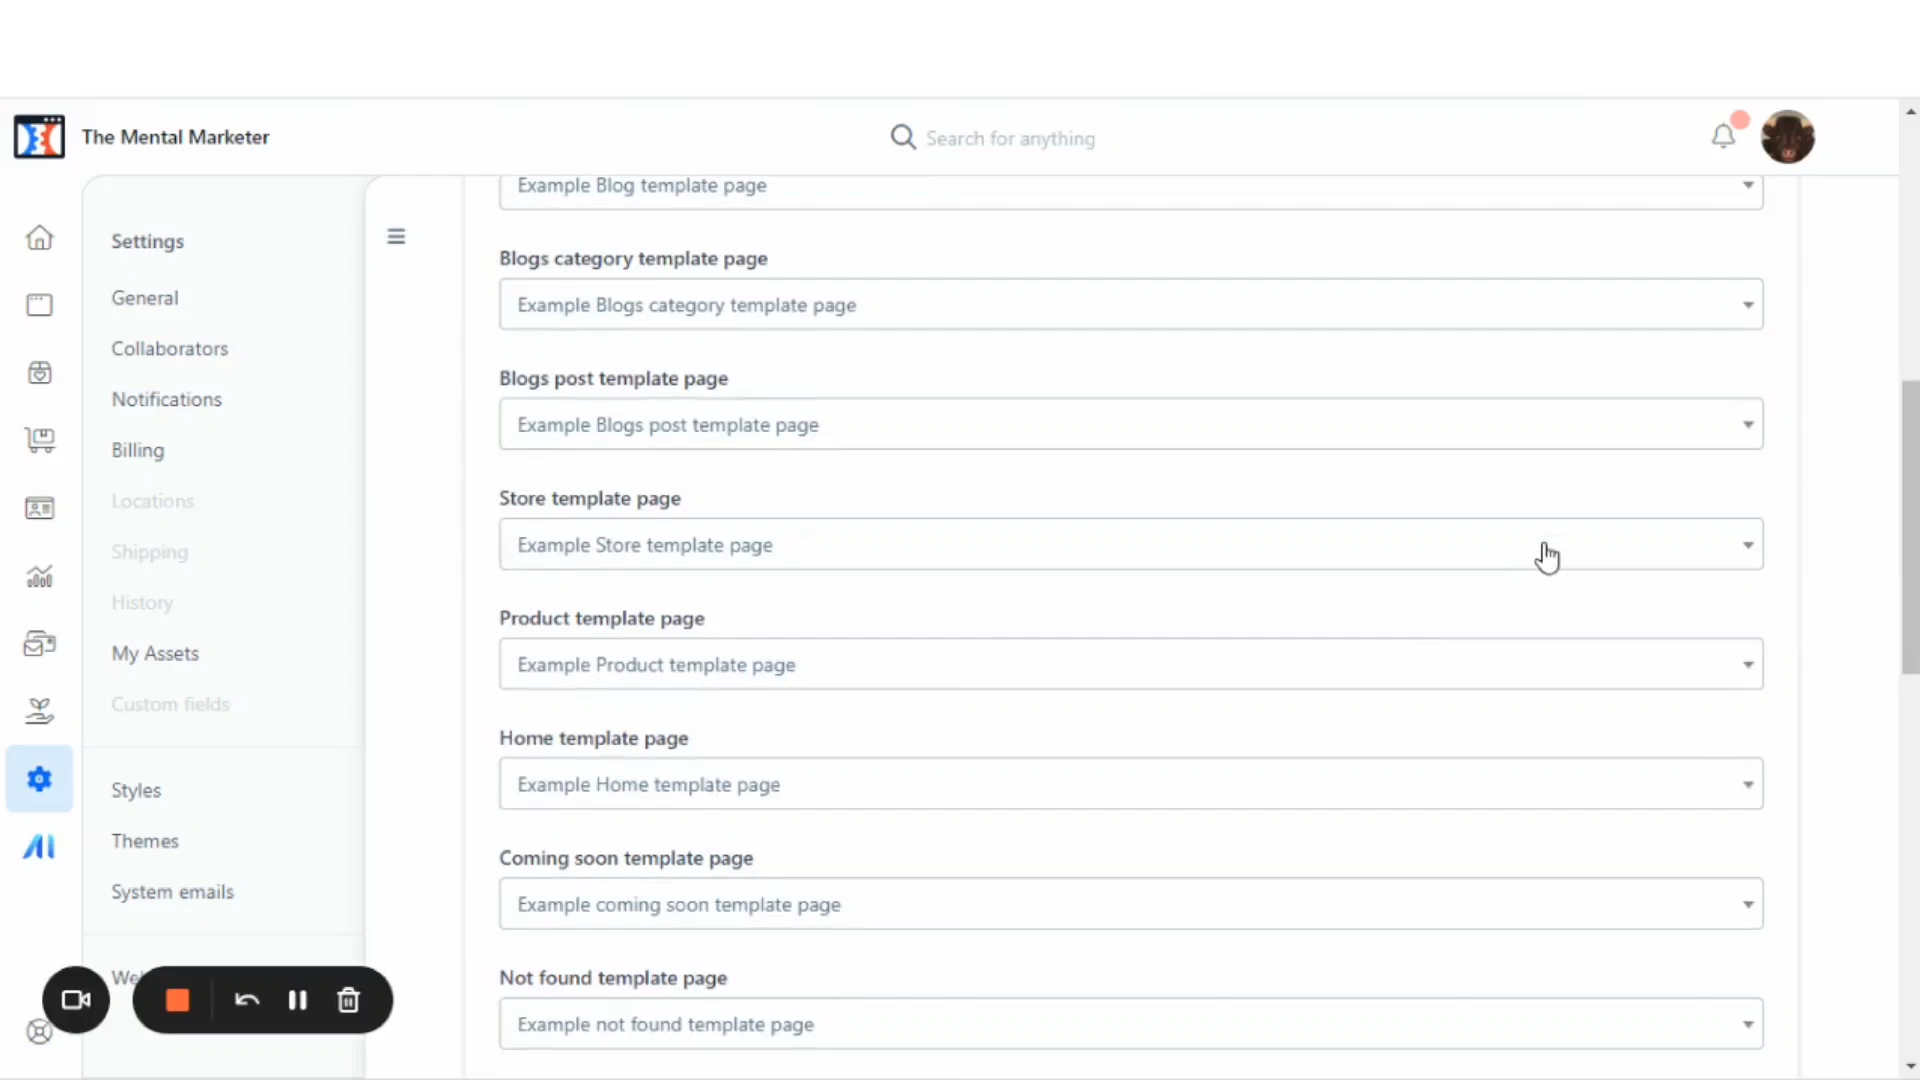 The Mental Marketer
Search for anything
Settings
General
Collaborators
Notifications
Billing
Locations
Shipping
History
My Assets
Custom fields
Styles
Themes
System emails
Example Blog template page
Blogs category template page
Example Blogs category template page
Blogs post template page
Example Blogs post template page
Store template page
Example Store template page
Product template page
Example Product template page
Home template page
Example Home template page
Coming soon template page
Example coming soon template page
Not found template page
Example not found template page